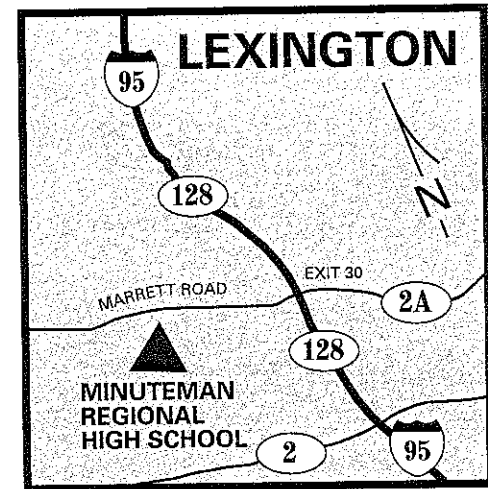 LEXINGTON
95
128
N
EXIT 30
MARRETT ROAD
2A
128
MINUTEMAN
REGIONAL
HIGH SCHOOL
2
95